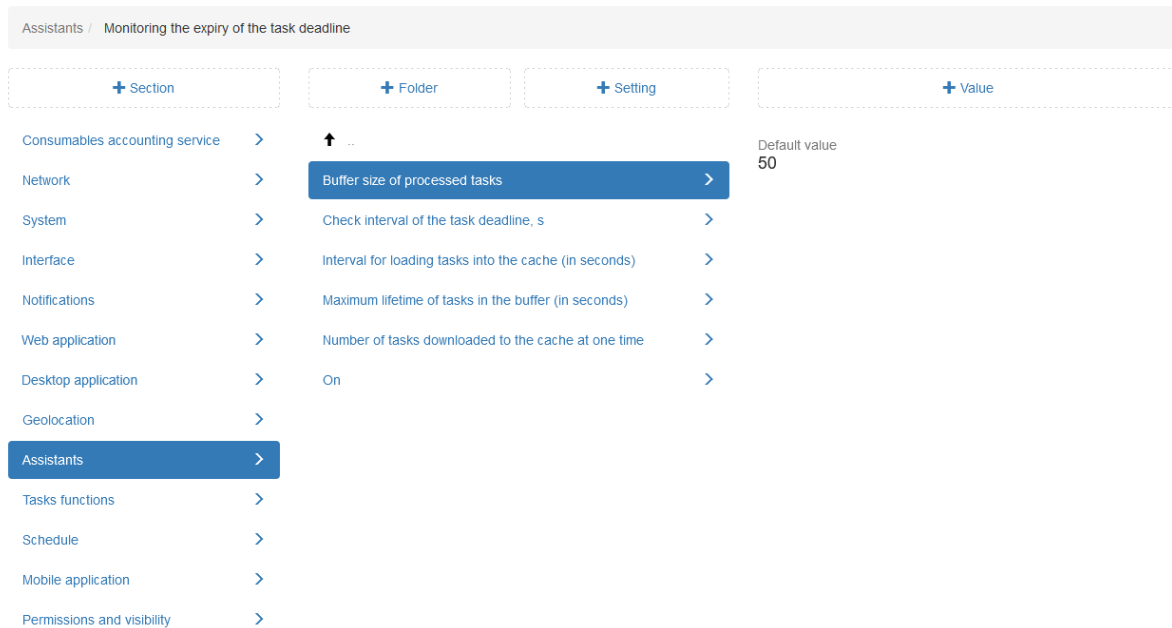 Assistants / Monitoring the expiry of the task deadline
+ Section
+ Folder
+ Setting
+ Value
Consumables accounting service
Network
System
Interface
Notifications
Web application
Desktop application
Geolocation
Assistants
Tasks functions
Schedule
Mobile application
Permissions and visibility
..
Buffer size of processed tasks
Check interval of the task deadline, s
Interval for loading tasks into the cache (in seconds)
Maximum lifetime of tasks in the buffer (in seconds)
Number of tasks downloaded to the cache at one time
On
Default value
50